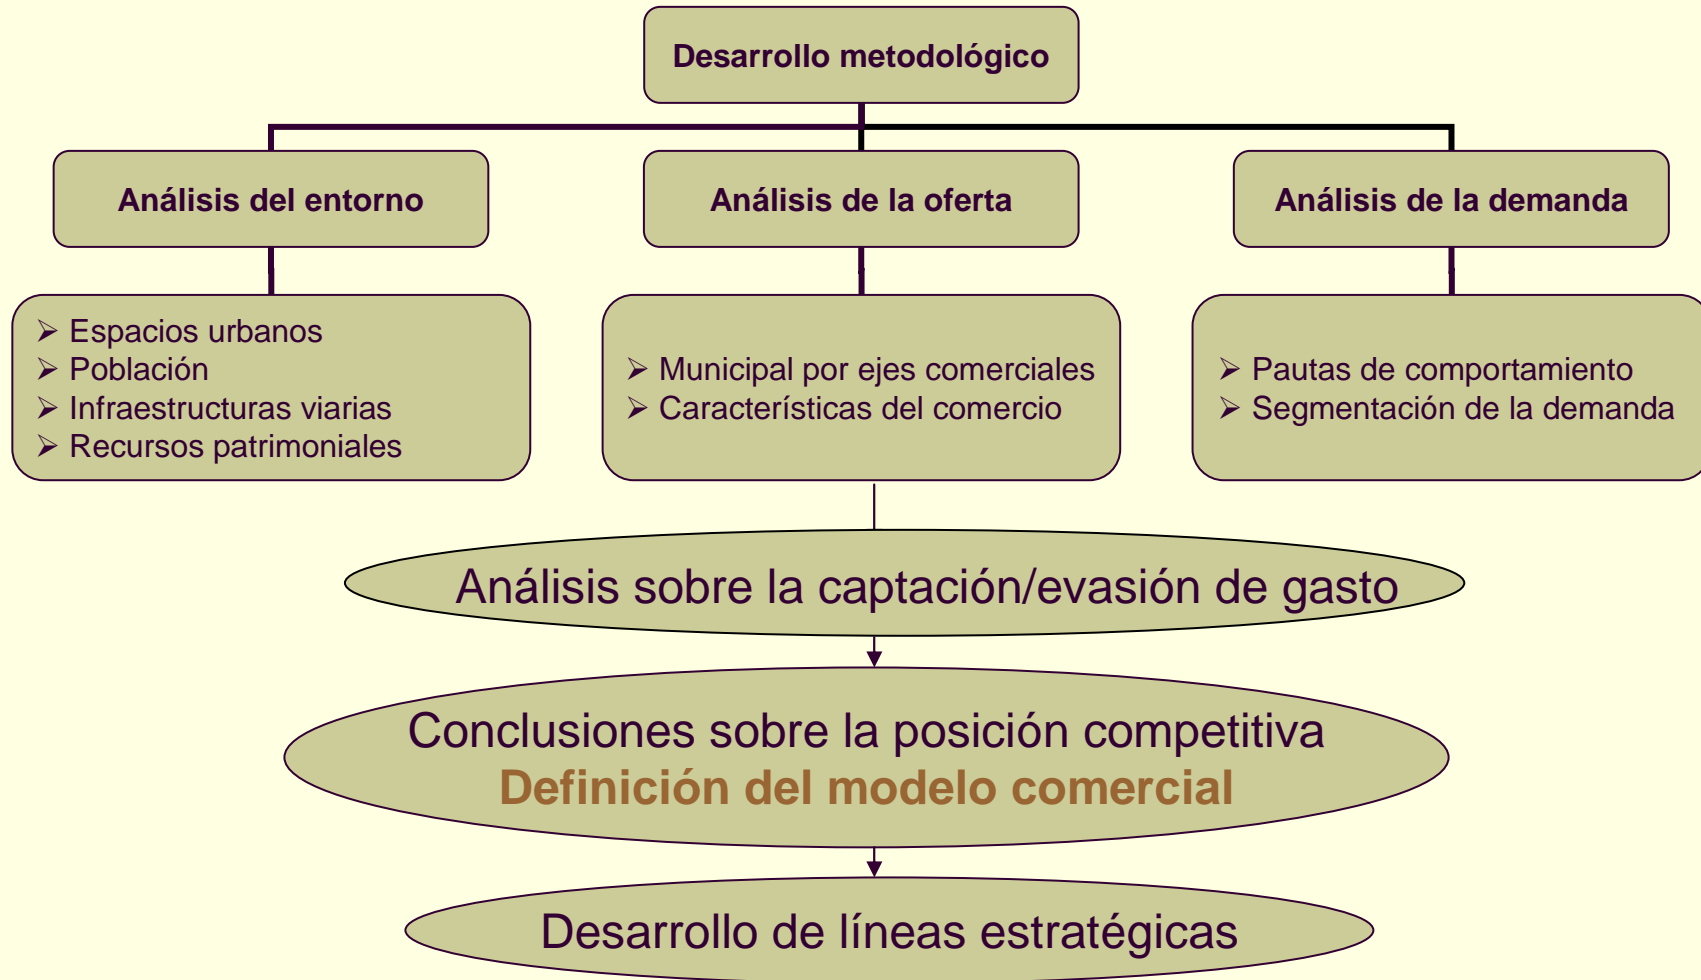 Desarrollo metodológico
Análisis del entorno
Análisis de la oferta
Análisis de la demanda
➢ Espacios urbanos
➢ Población
➢ Infraestructuras viarias
➢ Recursos patrimoniales
➢ Municipal por ejes comerciales
➢ Características del comercio
➢ Pautas de comportamiento
➢ Segmentación de la demanda
Análisis sobre la captación/evasión de gasto
Conclusiones sobre la posición competitiva
Definición del modelo comercial
Desarrollo de líneas estratégicas